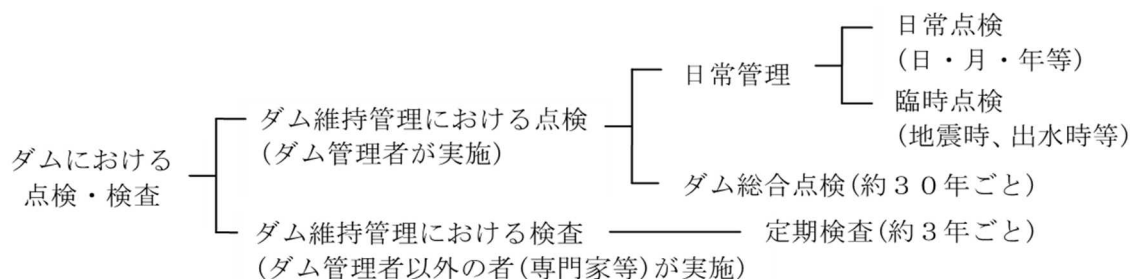 ダムにおける
点検・検査
ダム維持管理における点検
(ダム管理者が実施)
日常管理
日常点検
(日・月・年等)
臨時点検
(地震時、出水時等)
ダム総合点検(約３０年ごと)
ダム維持管理における検査
(ダム管理者以外の者(専門家等)が実施)
定期検査(約３年ごと)